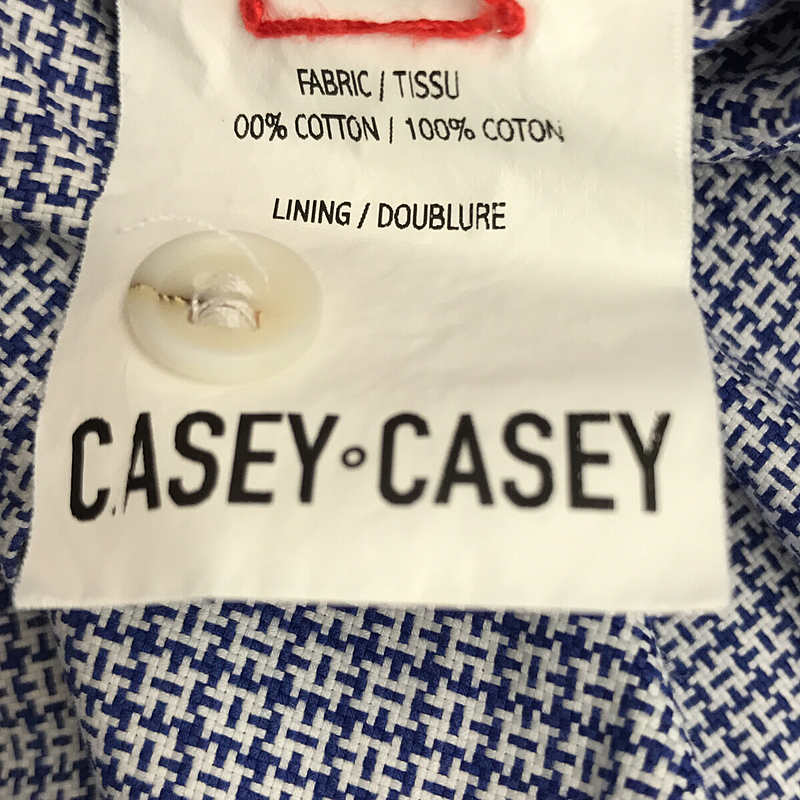 FABRIC / TISSU
00% COTTON / 100% COTON
LINING / DOUBLURE
CASEY°CASEY